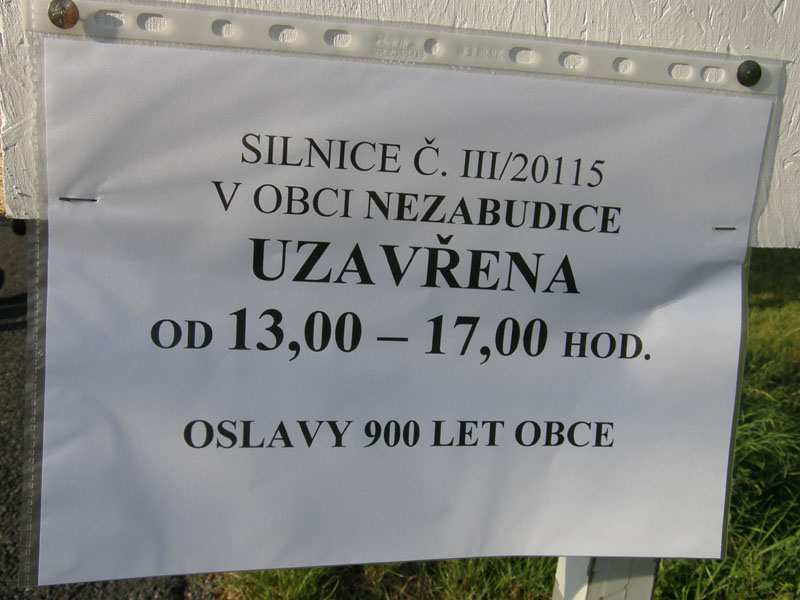 SILNICE Č. III/20115
V OBCI NEZABUDICE
UZAVŘENA
OD 13,00 – 17,00 HOD.
OSLAVY 900 LET OBCE